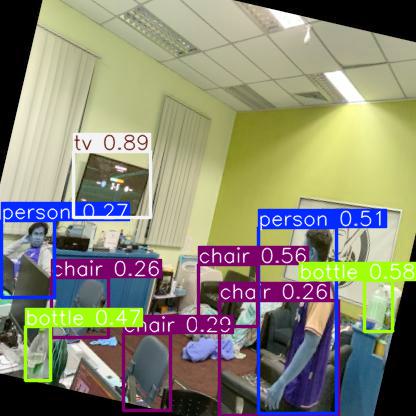 tv 0.89
person 0.27
person 0.51
chair 0.56
chair 0.26
bottle 0.58
chair 0.26
bottle 0.47
chair 0.29